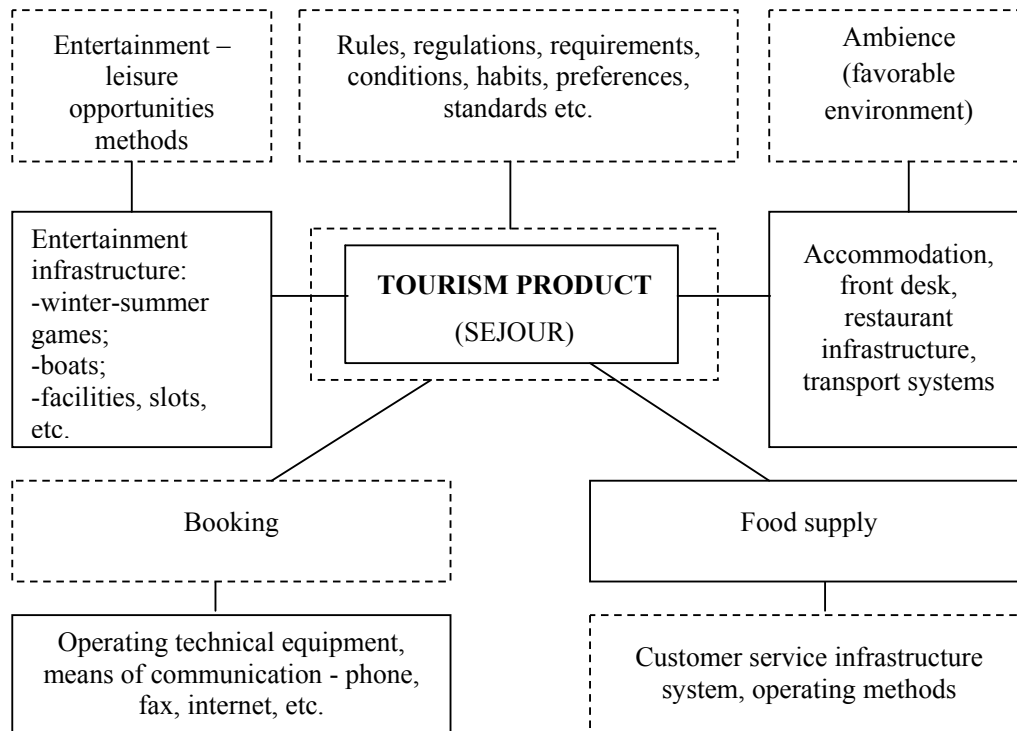 Entertainment –
leisure
opportunities
methods
Rules, regulations, requirements,
conditions, habits, preferences,
standards etc.
Ambience
(favorable
environment)
Entertainment
infrastructure:
-winter-summer
games;
-boats;
-facilities, slots,
etc.
TOURISM PRODUCT
(SEJOUR)
Accommodation,
front desk,
restaurant
infrastructure,
transport systems
Booking
Food supply
Operating technical equipment,
means of communication - phone,
fax, internet, etc.
Customer service infrastructure
system, operating methods